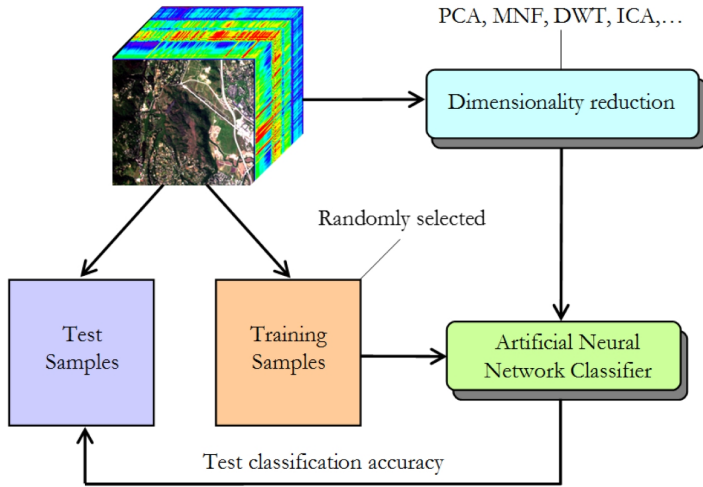 PCA, MNF, DWT, ICA,...
Dimensionality reduction
Randomly selected
Test
Samples
Training
Samples
Artificial Neural
Network Classifier
Test classification accuracy